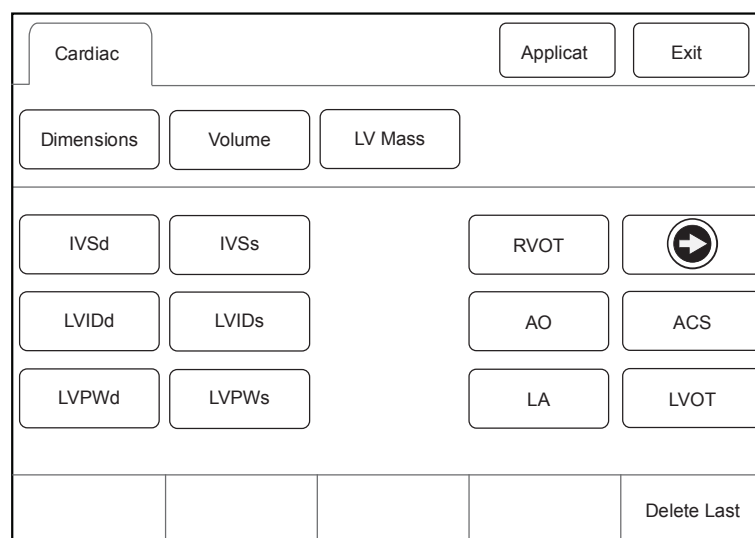 Cardiac Applicat Exit
Dimensions Volume LV Mass
IVSd IVSs RVOT
LVIDd LVIDs AO ACS
LVPWd LVPWs LA LVOT
Delete Last